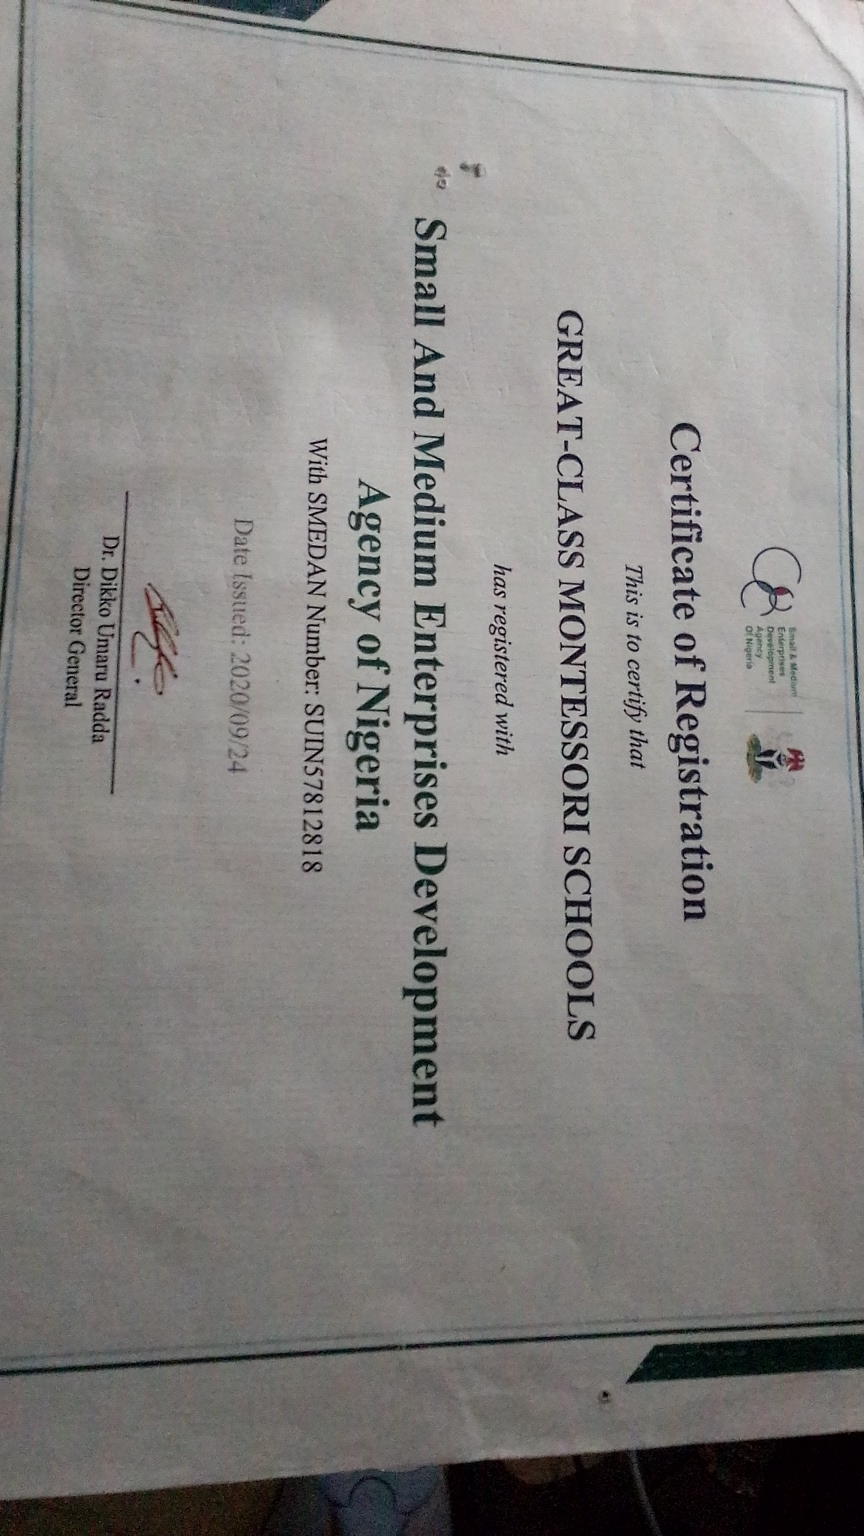 Small & Medium
Enterprises
Development
Agency
Of Nigeria
Certificate of Registration
This is to certify that
GREAT-CLASS MONTESSORI SCHOOLS
has registered with
Small And Medium Enterprises Development
Agency of Nigeria
With SMEDAN Number: SUIN57812818
Date Issued: 2020/09/24
Dr. Dikko Umaru Radda
Director General